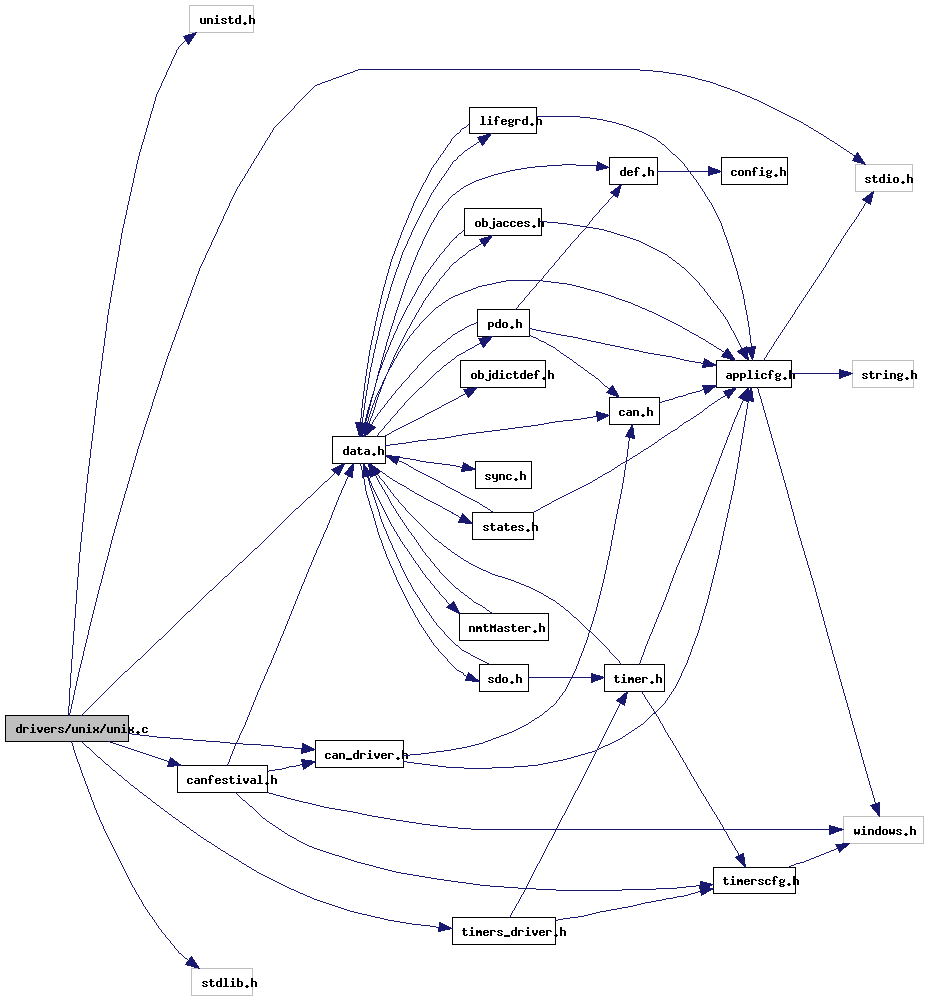 unistd.h
lifegrd.h
def.h
config.h
stdio.h
objacces.h
pdo.h
objdictdef.h
applicfg.h
string.h
can.h
data.h
sync.h
states.h
nmtMaster.h
sdo.h
timer.h
drivers/unix/unix.c
can_driver.h
canfestival.h
windows.h
timerscfg.h
timers_driver.h
stdlib.h